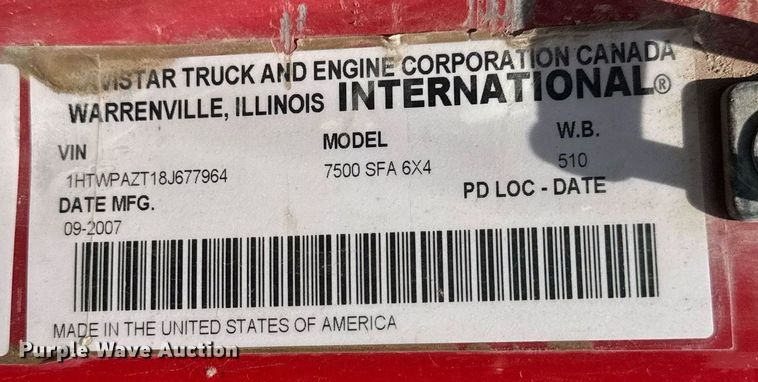 TRUCK AND ENGINE CORPORATION CANADA
WARRENVILLE, ILLINOIS INTERNATIONAL®
VIN MODEL W.B.
1HTWPAZT18J677964 7500 SFA 6X4 510
DATE MFG. PD LOC - DATE
09-2007
MADE IN THE UNITED STATES OF AMERICA
Purple Wave Auction